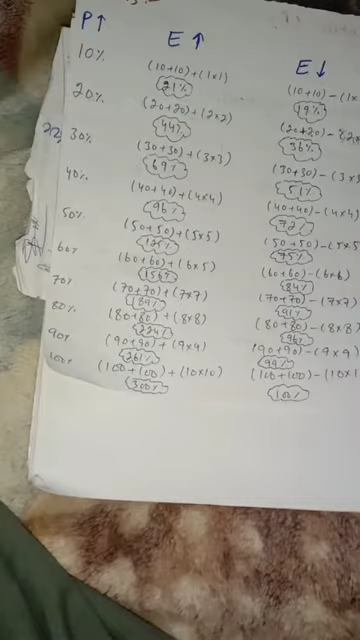 P↑ E↑ E↓
10% (10+10)+(1×1) (10+10)-(1×
21% 19%
20% (20+20)+(2×2) (20+20)-(2×
44% 36%
30% (30+30)+(3×3) (30+30)-(3×3
69% 51%
40% (40+40)+(4×4) (40+40)-(4×4)
96% 72%
50% (50+50)+(5×5) (50+50)-(5×5
125% 75%
60% (60+60)+(6×5) (60+60)-(6×6)
156% 84%
70% (70+70)+(7×7) (70+70)-(7×7)
189% 91%
80% (80+80)+(8×8) (80+80)-(8×8)
224% 96%
90% (90+90)+(9×9) (90+90)-(9×9)
261% 99%
100% (100+100)+(10×10) (100+100)-(10×1
300% 100%